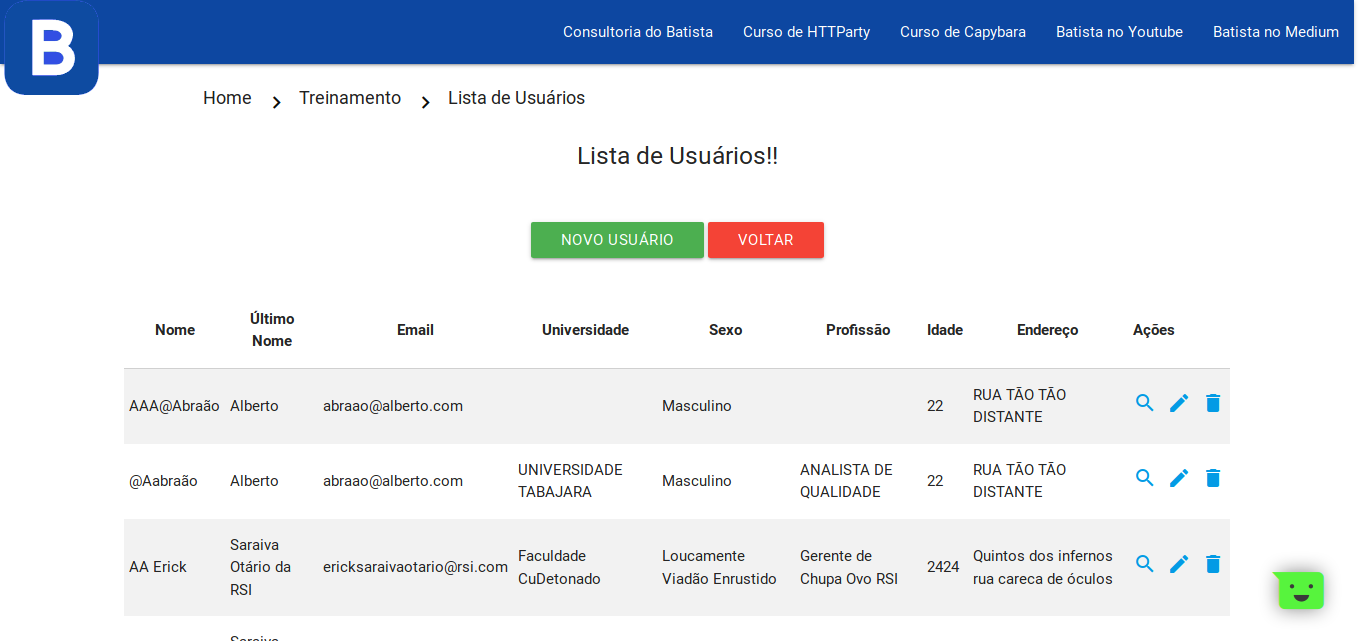 B
Consultoria do Batista Curso de HTTParty Curso de Capybara Batista no Youtube Batista no Medium
Home Treinamento Lista de Usuários
Lista de Usuários!!
NOVO USUÁRIO VOLTAR
Nome Último Nome Email Universidade Sexo Profissão Idade Endereço Ações
AAA@Abraão Alberto abraao@alberto.com Masculino 22 RUA TÃO TÃO DISTANTE
@Aabraão Alberto abraao@alberto.com UNIVERSIDADE TABAJARA Masculino ANALISTA DE QUALIDADE 22 RUA TÃO TÃO DISTANTE
AA Erick Saraiva Otário da RSI ericksaraivaotario@rsi.com Faculdade CuDetonado Loucamente Viadão Enrustido Gerente de Chupa Ovo RSI 2424 Quintos dos infernos rua careca de óculos
Saraiva